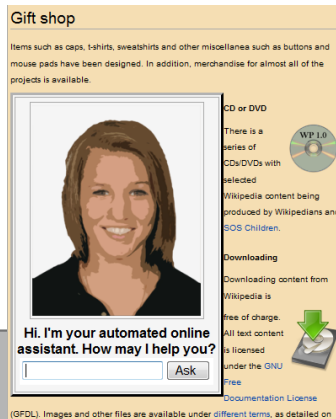 Gift shop
Items such as caps, t-shirts, sweatshirts and other miscellanea such as buttons and
mouse pads have been designed. In addition, merchandise for almost all of the
projects is available.
CD or DVD
There is a
series of
CDs/DVDs with
selected
Wikipedia content being
produced by Wikipedians and
SOS Children.
WP 1.0
Downloading
Downloading content from
Wikipedia is
free of charge.
All text content
is licensed
under the GNU
Free
Documentation License
(GFDL). Images and other files are available under different terms, as detailed on
Hi. I'm your automated online
assistant. How may I help you?
Ask